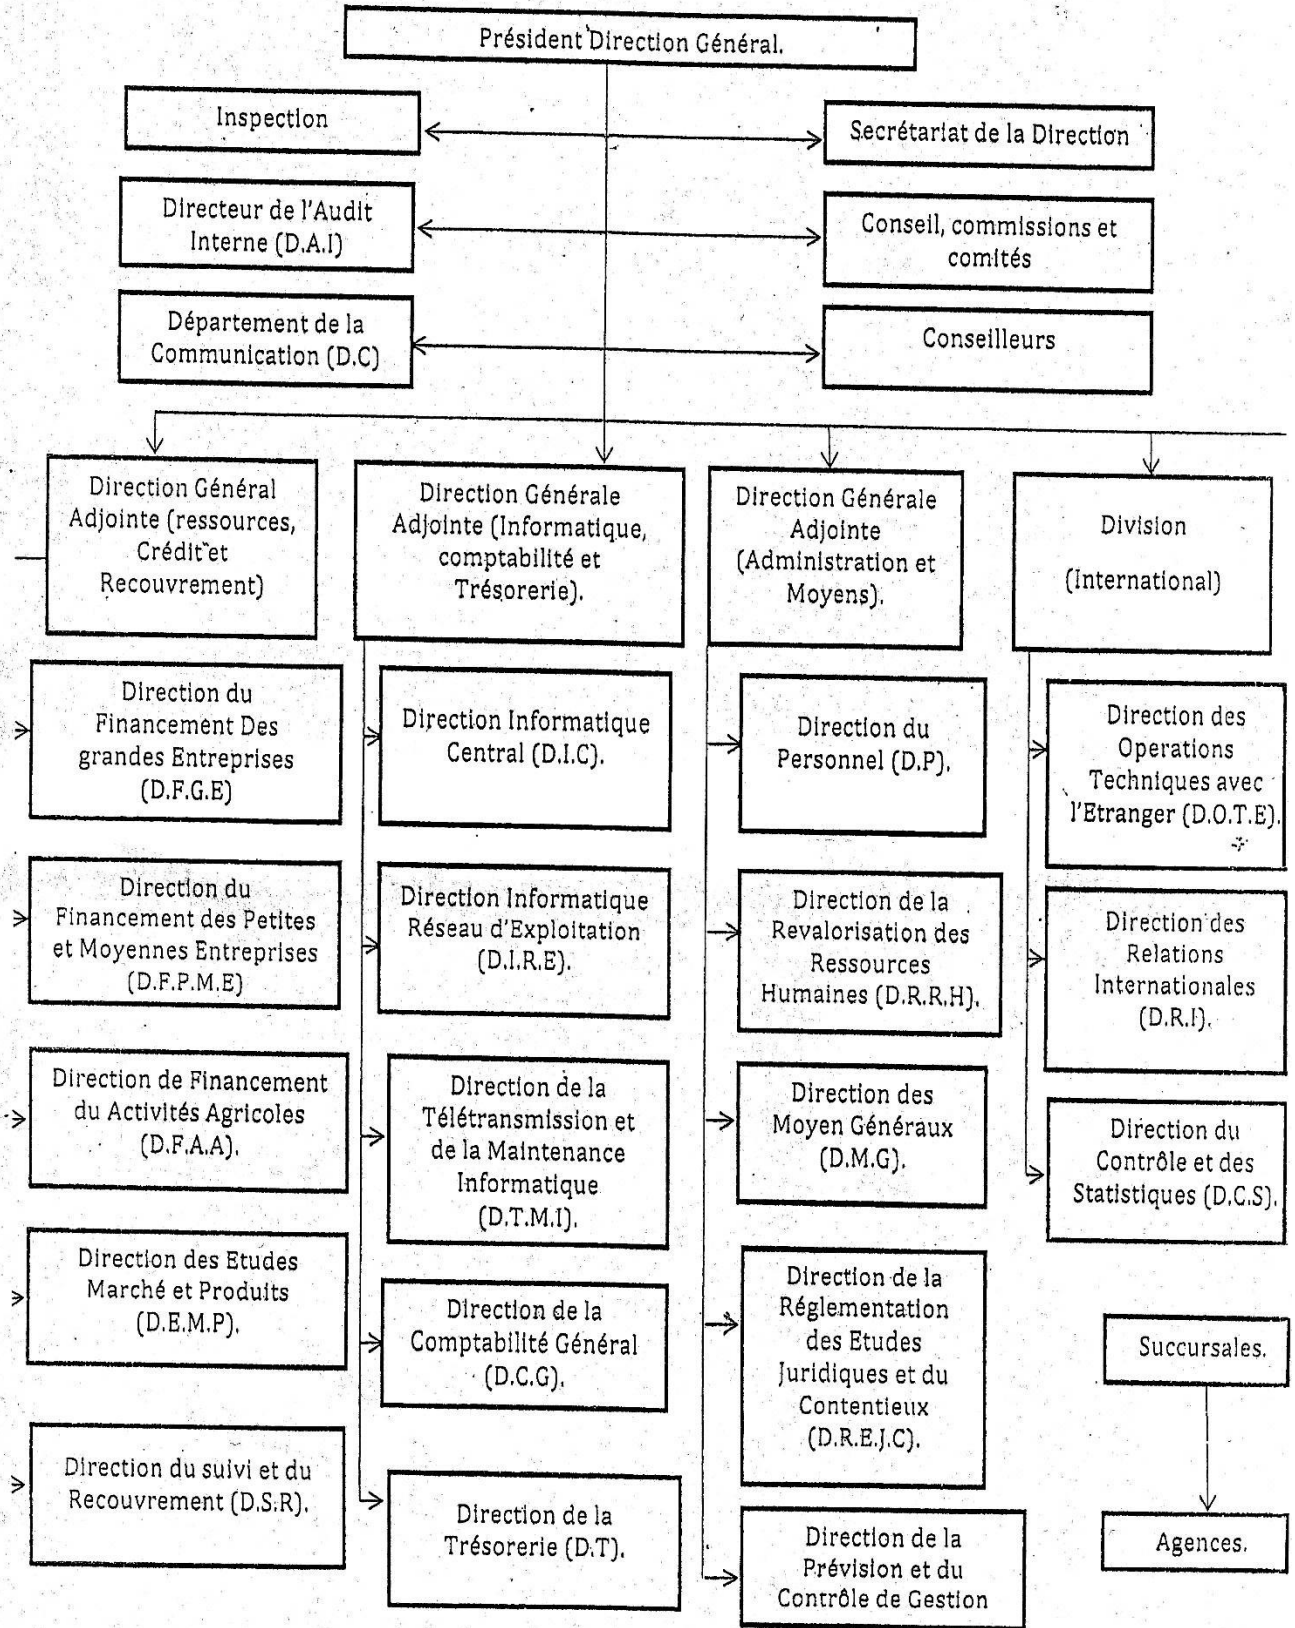 Président Direction Général.
Inspection
Secrétariat de la Direction
Directeur de l'Audit
Interne (D.A.I)
Conseil, commissions et
comités
Département de la
Communication (D.C)
Conseilleurs
Direction Général
Adjointe (ressources,
Crédit et
Recouvrement)
Direction Générale
Adjointe (Informatique,
comptabilité et
Trésorerie).
Direction Générale
Adjointe
(Administration et
Moyens).
Division
(International)
Direction du
Financement Des
grandes Entreprises
(D.F.G.E)
Direction du
Financement des Petites
et Moyennes Entreprises
(D.F.P.M.E)
Direction de Financement
du Activités Agricoles
(D.F.A.A).
Direction des Etudes
Marché et Produits
(D.E.M.P).
Direction du suivi et du
Recouvrement (D.S.R).
Direction Informatique
Central (D.I.C).
Direction Informatique
Réseau d'Exploitation
(D.I.R.E).
Direction de la
Télétransmission et
de la Maintenance
Informatique
(D.T.M.I).
Direction de la
Comptabilité Général
(D.C.G).
Direction de la
Trésorerie (D.T).
Direction du
Personnel (D.P).
Direction de la
Revalorisation des
Ressources
Humaines (D.R.R.H).
Direction des
Moyen Généraux
(D.M.G).
Direction de la
Réglementation
des Etudes
Juridiques et du
Contentieux
(D.R.E.J.C).
Direction de la
Prévision et du
Contrôle de Gestion
Direction des
Operations
Techniques avec
l'Etranger (D.O.T.E).
Direction des
Relations
Internationales
(D.R.I).
Direction du
Contrôle et des
Statistiques (D.C.S).
Succursales.
Agences.